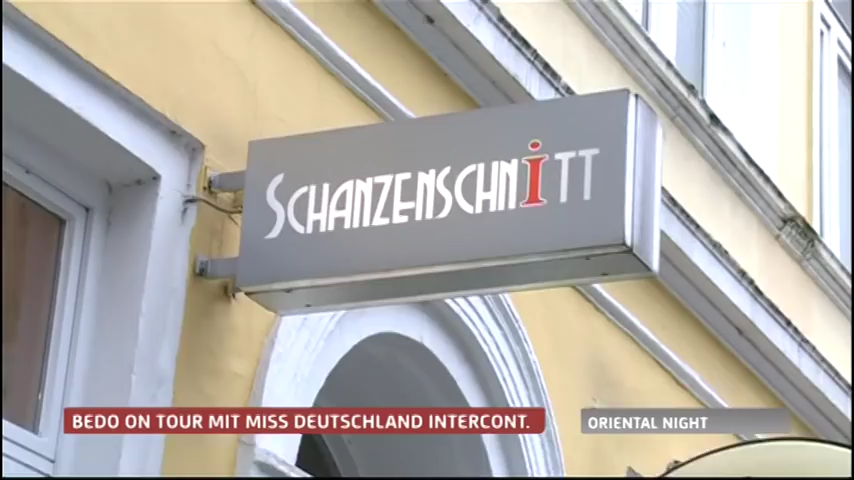 SCHANZENSCHNiTT
BEDO ON TOUR MIT MISS DEUTSCHLAND INTERCONT.
ORIENTAL NIGHT